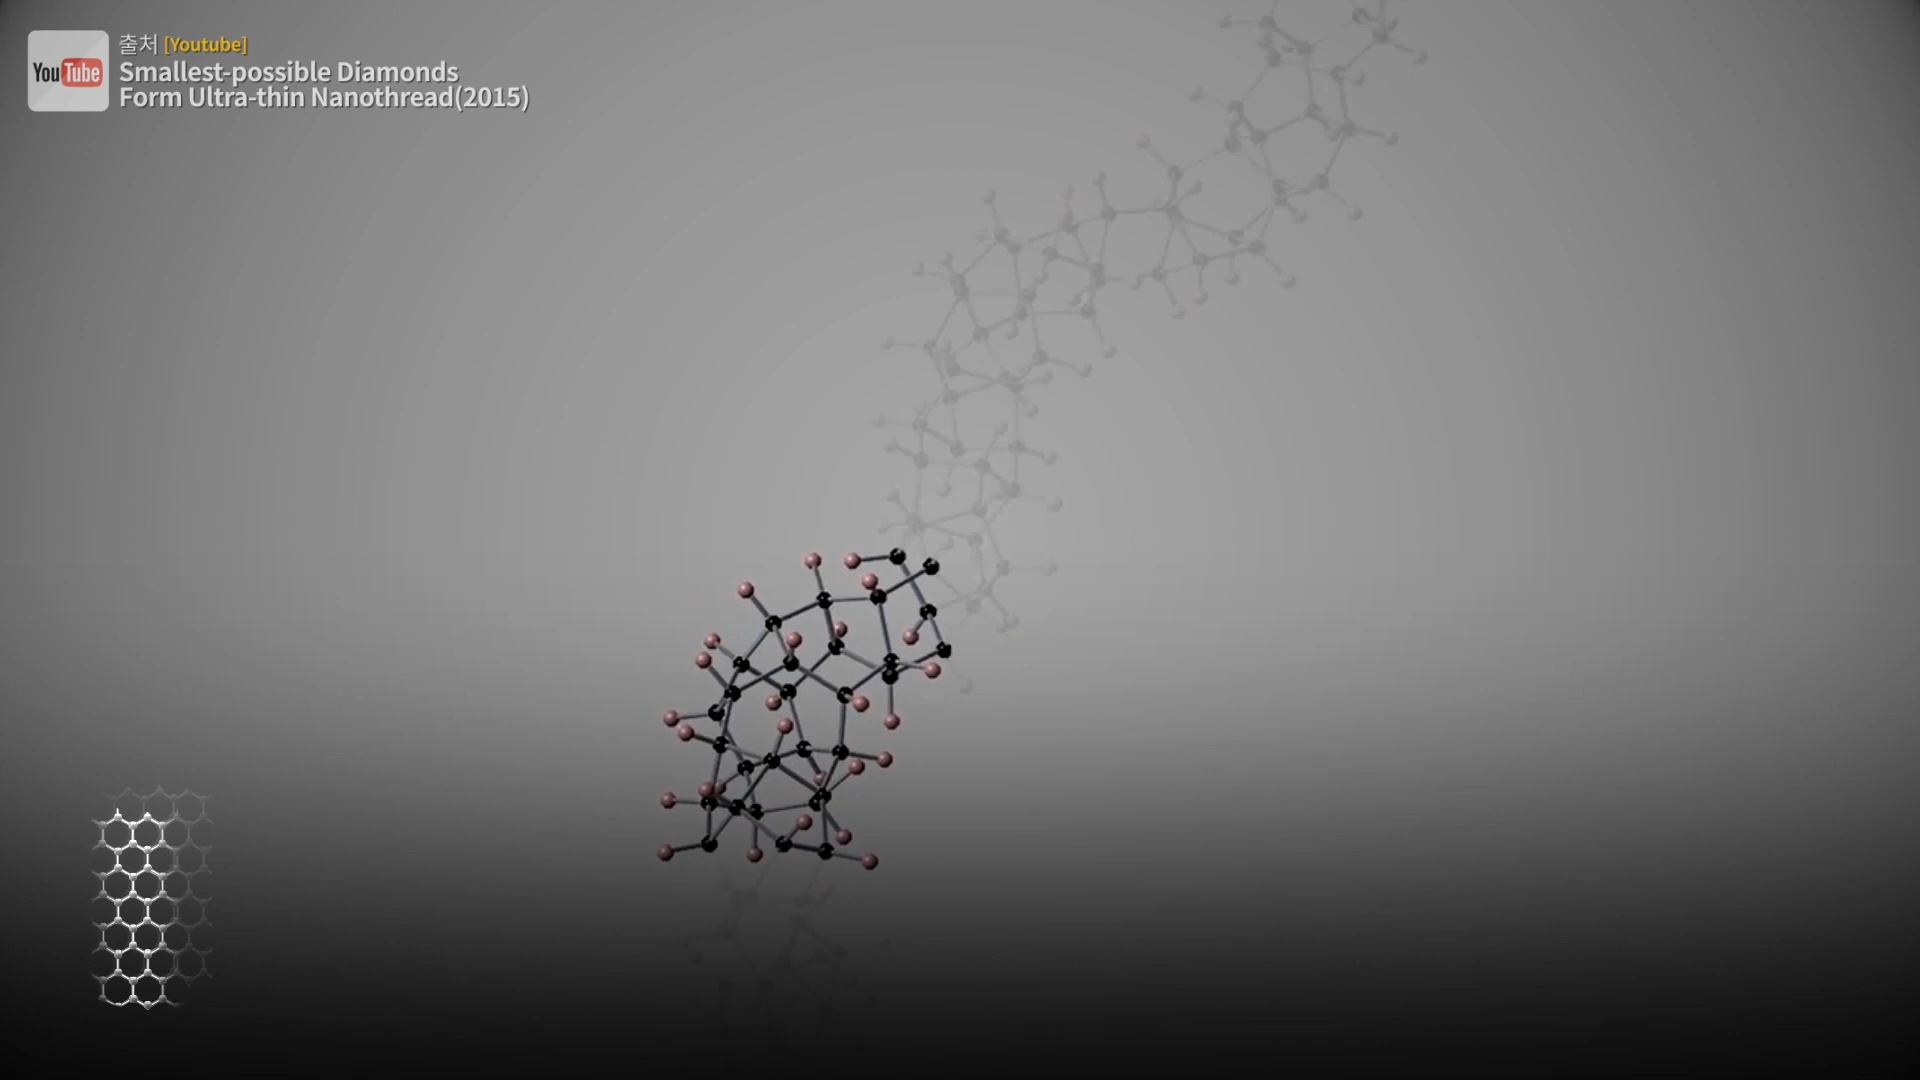 YouTube
출처 [Youtube]
Smallest-possible Diamonds
Form Ultra-thin Nanothread(2015)